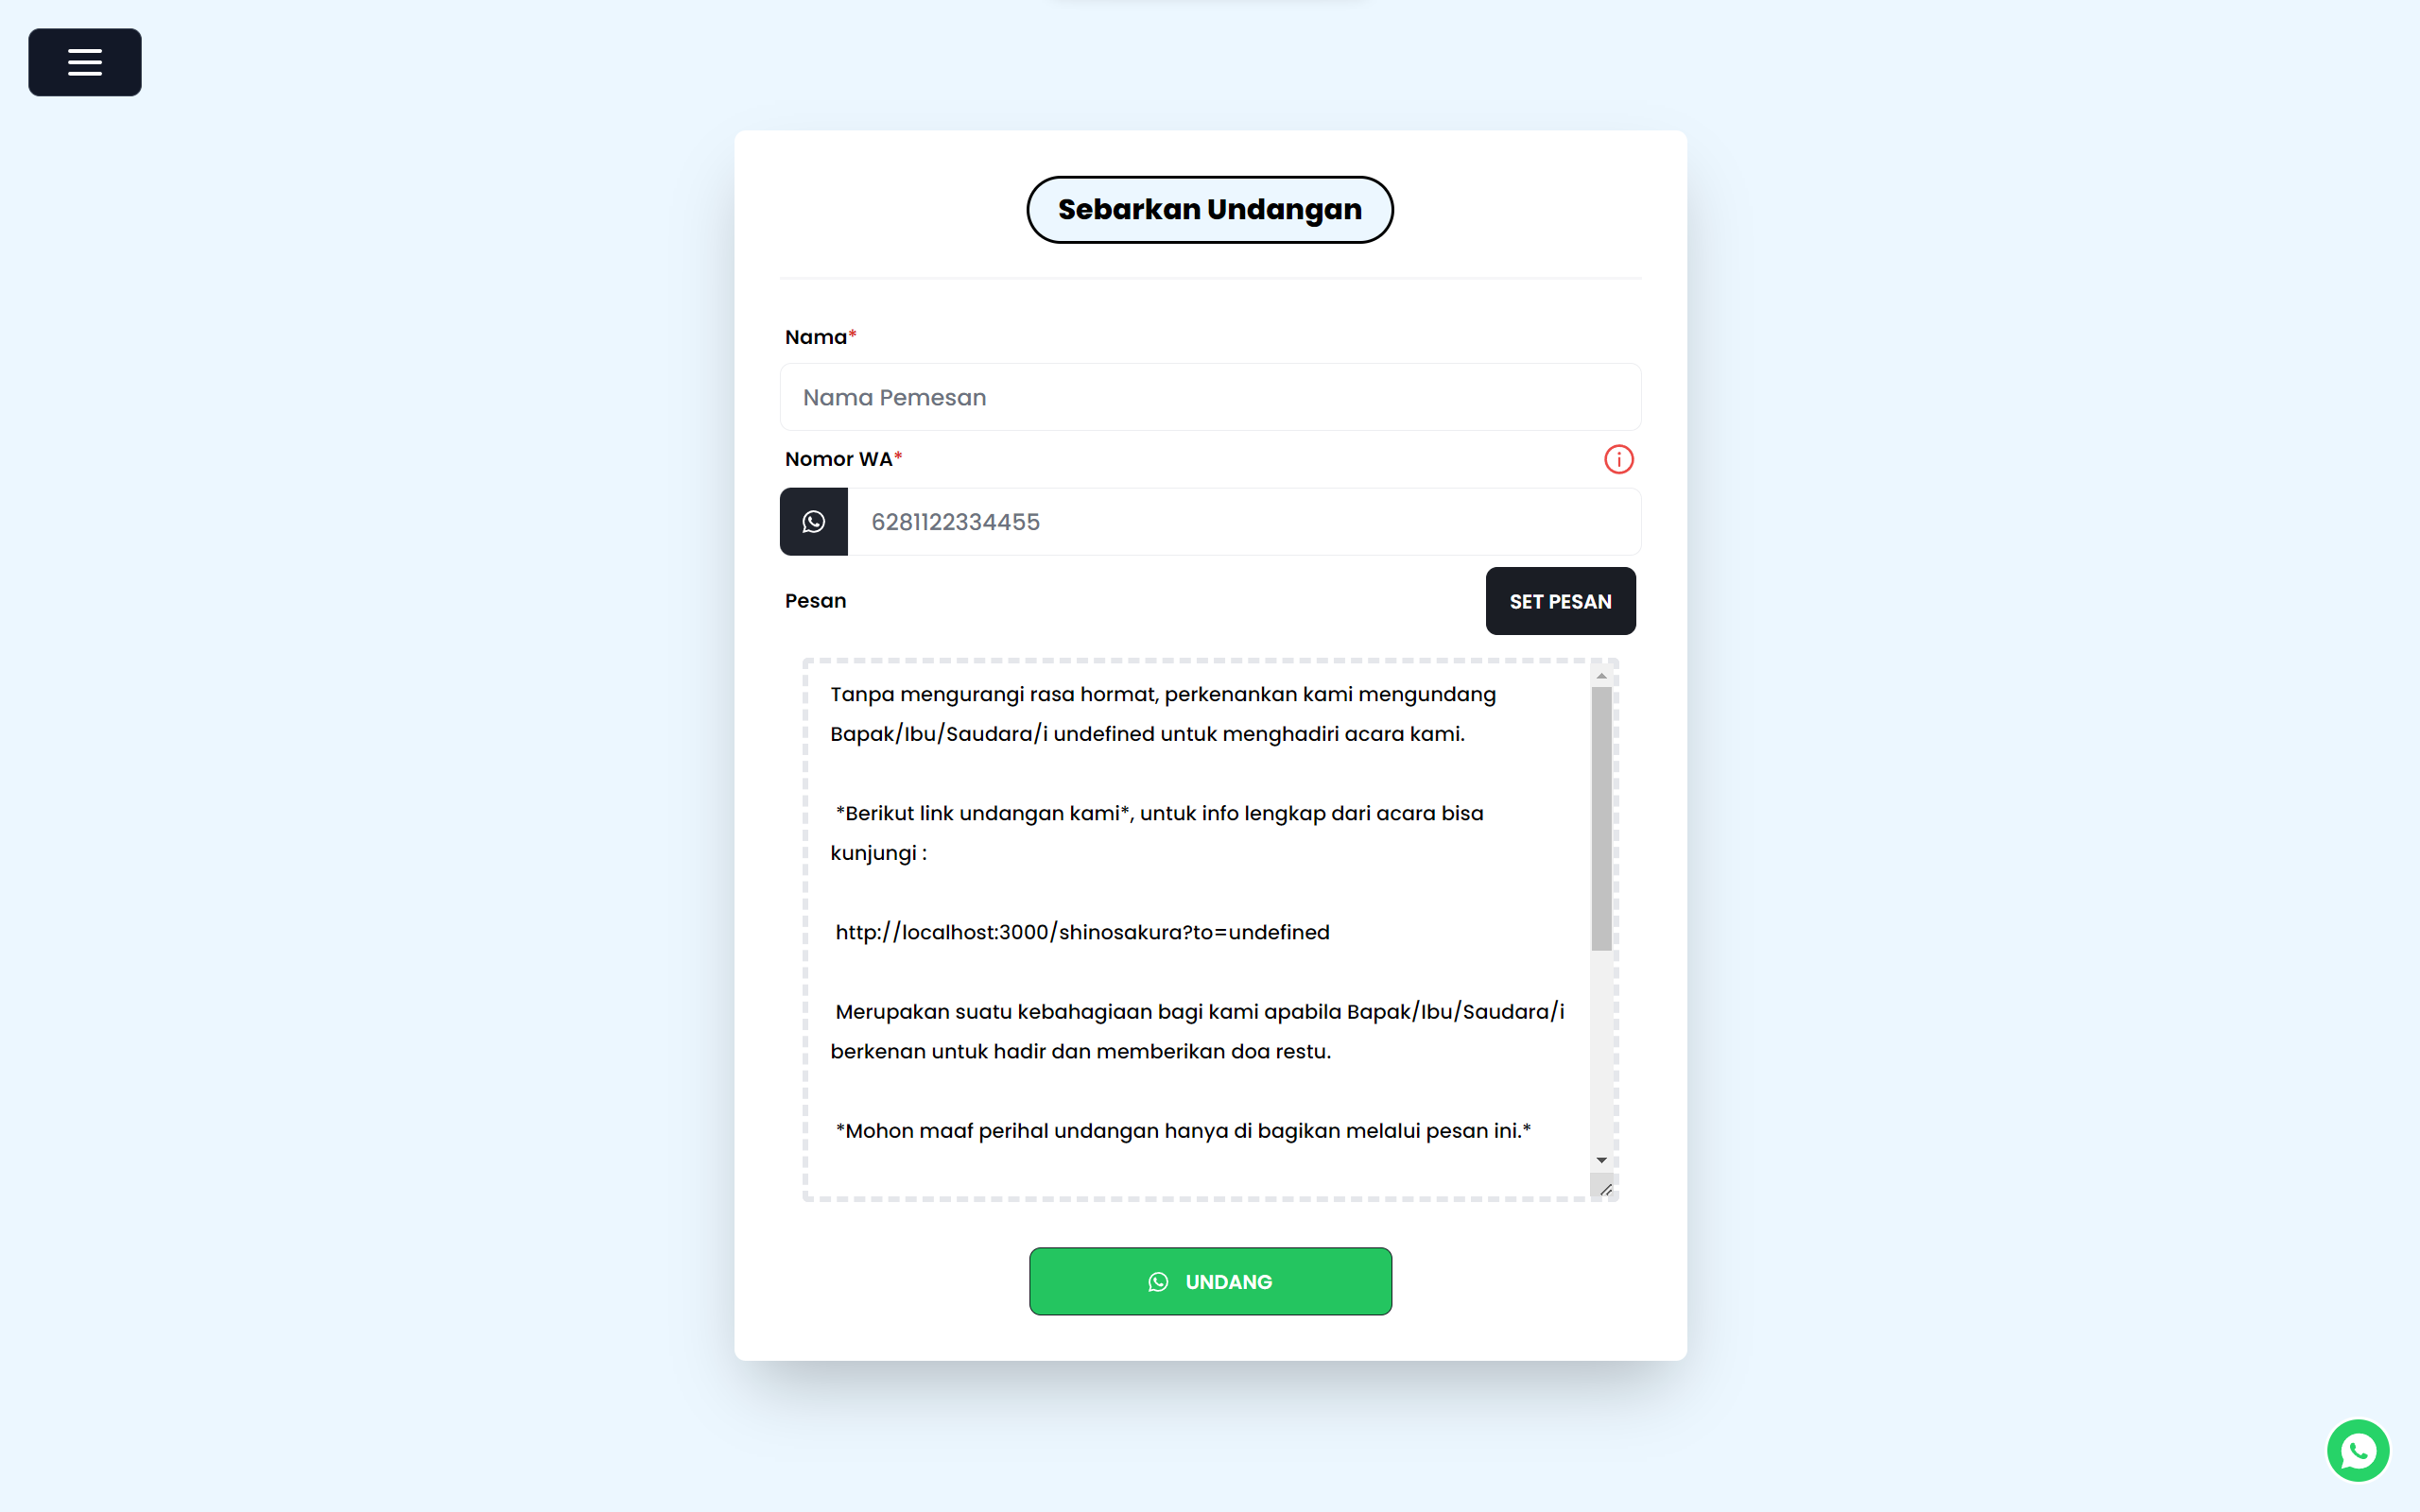 Sebarkan Undangan
Nama*
Nama Pemesan
Nomor WA*
6281122334455
Pesan
SET PESAN
Tanpa mengurangi rasa hormat, perkenankan kami mengundang
Bapak/Ibu/Saudara/i undefined untuk menghadiri acara kami.
*Berikut link undangan kami*, untuk info lengkap dari acara bisa
kunjungi :
http://localhost:3000/shinosakura?to=undefined
Merupakan suatu kebahagiaan bagi kami apabila Bapak/Ibu/Saudara/i
berkenan untuk hadir dan memberikan doa restu.
*Mohon maaf perihal undangan hanya di bagikan melalui pesan ini.*
UNDANG